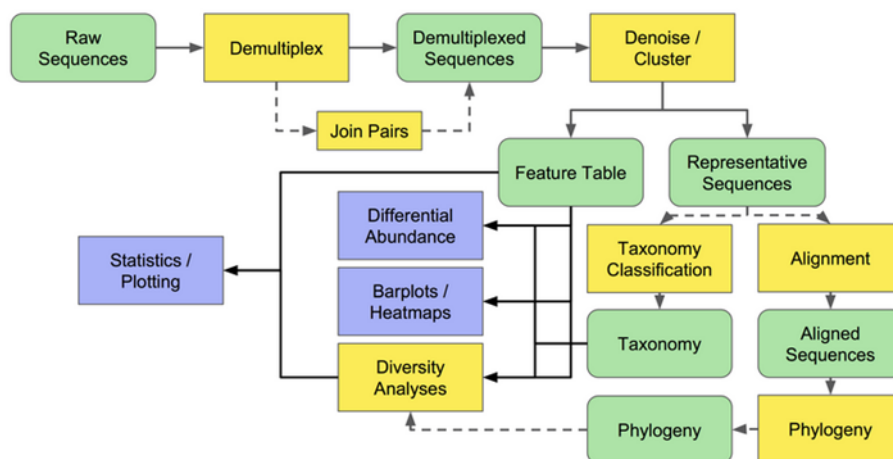 Raw
Sequences
Demultiplex
Demultiplexed
Sequences
Denoise /
Cluster
Join Pairs
Feature Table
Representative
Sequences
Differential
Abundance
Taxonomy
Classification
Alignment
Statistics /
Plotting
Barplots /
Heatmaps
Taxonomy
Aligned
Sequences
Diversity
Analyses
Phylogeny
Phylogeny